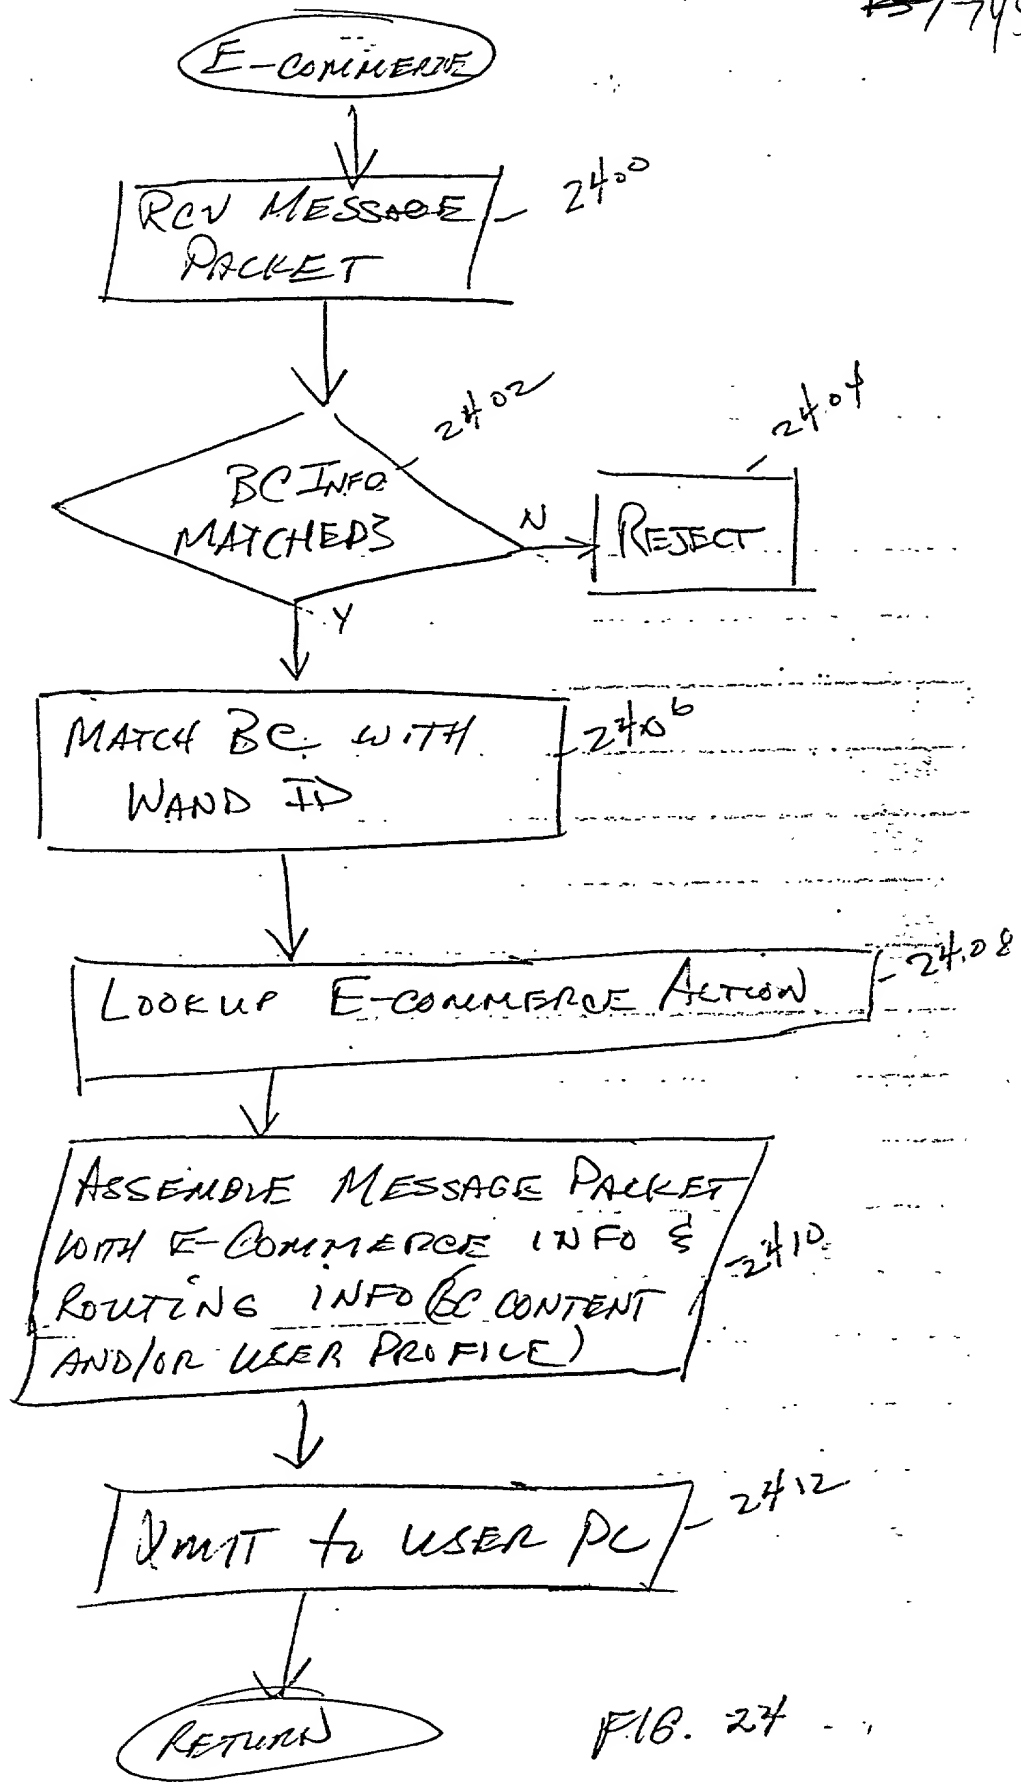 E-COMMERCE
2400
RCV MESSAGE
PACKET
2402
2404
BC INFO
MATCHED?
N
REJECT
Y
MATCH BC WITH
WAND ID
2406
LOOKUP E-COMMERCE ACTION
2408
ASSEMBLE MESSAGE PACKET
WITH E-COMMERCE INFO &
ROUTING INFO (BC CONTENT
AND/OR USER PROFILE)
2410
XMIT to USER PC
2412
RETURN
FIG. 24